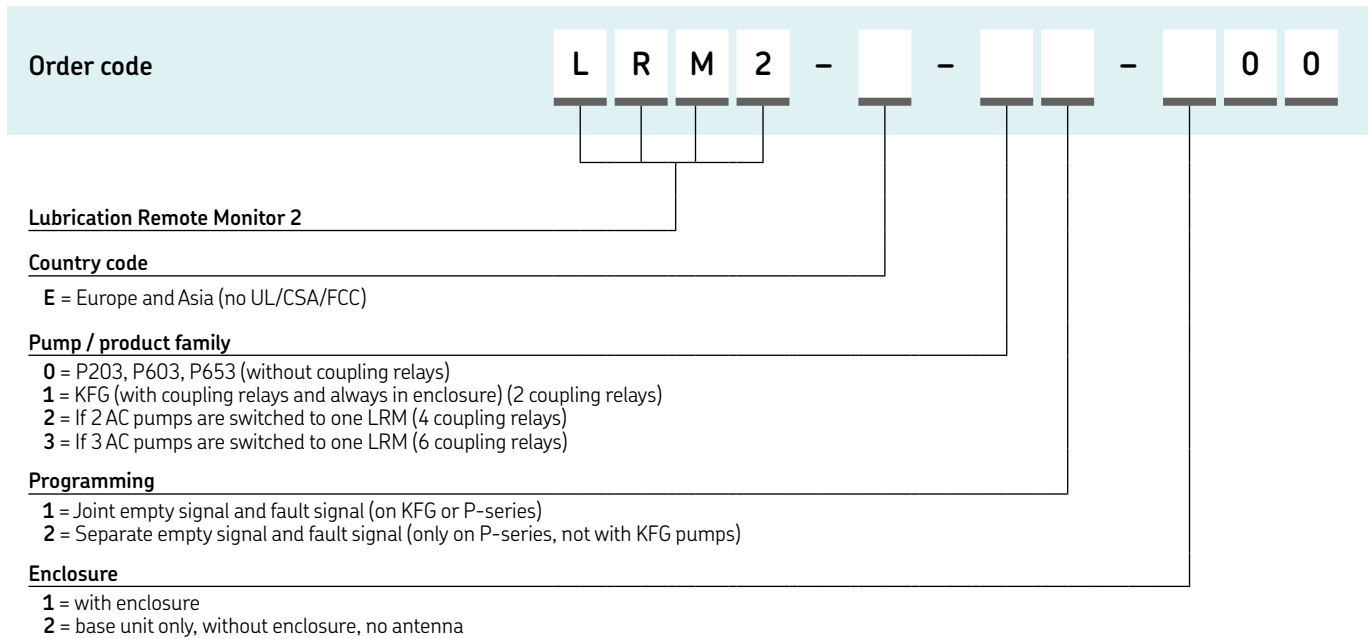 Order code L R M 2 – – – 0 0
Lubrication Remote Monitor 2
Country code
E = Europe and Asia (no UL/CSA/FCC)
Pump / product family
0 = P203, P603, P653 (without coupling relays)
1 = KFG (with coupling relays and always in enclosure) (2 coupling relays)
2 = If 2 AC pumps are switched to one LRM (4 coupling relays)
3 = If 3 AC pumps are switched to one LRM (6 coupling relays)
Programming
1 = Joint empty signal and fault signal (on KFG or P-series)
2 = Separate empty signal and fault signal (only on P-series, not with KFG pumps)
Enclosure
1 = with enclosure
2 = base unit only, without enclosure, no antenna